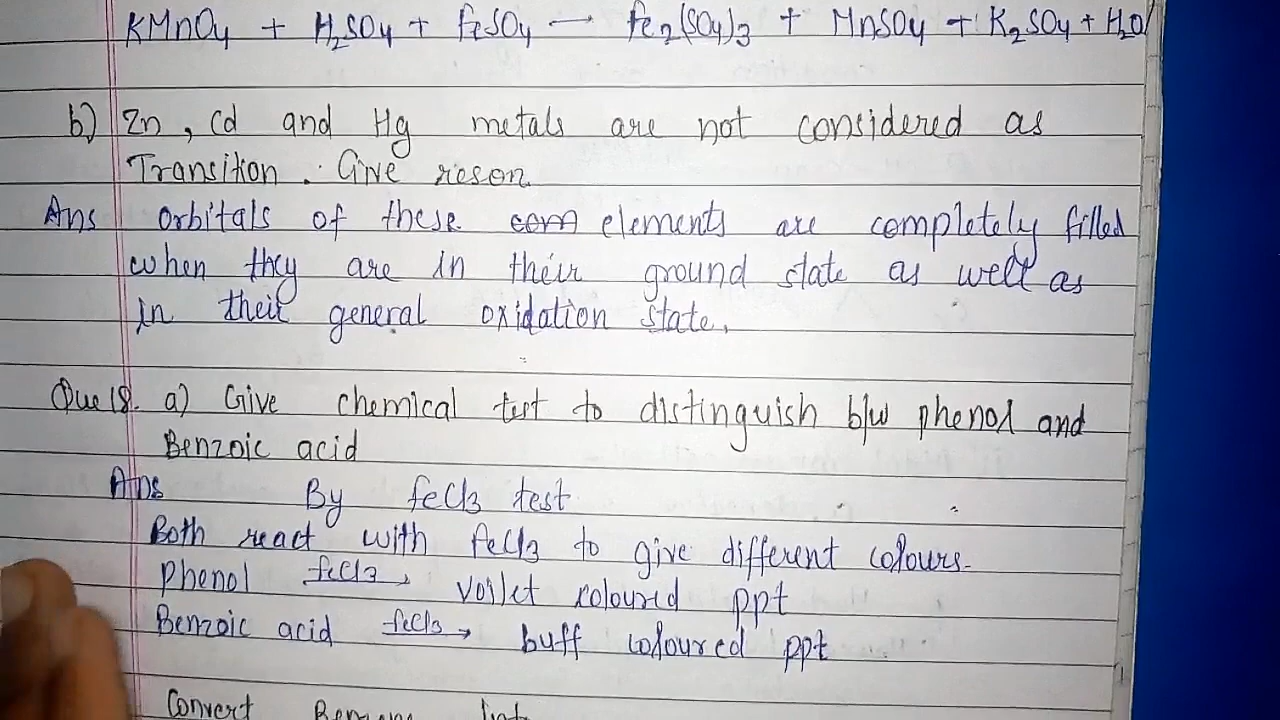 KMnO4 + H2SO4 + FeSO4 → Fe2(SO4)3 + MnSO4 + K2SO4 + H2O
b) Zn, Cd and Hg metals are not considered as
Transition. Give reson.
Ans orbitals of these com elements are completely filled
when they are in their ground state as well as
in their general oxidation state.
Que 18. a) Give chemical test to distinguish b/w phenol and
Benzoic acid
Ans By FeCl3 test
Both react with FeCl3 to give different colours.
Phenol FeCl3→ voilet coloured ppt
Benzoic acid FeCl3→ buff coloured ppt
Convert